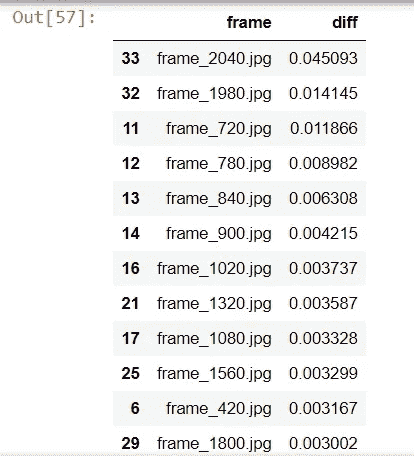 Out[57]:
frame diff
33 frame_2040.jpg 0.045093
32 frame_1980.jpg 0.014145
11 frame_720.jpg 0.011866
12 frame_780.jpg 0.008982
13 frame_840.jpg 0.006308
14 frame_900.jpg 0.004215
16 frame_1020.jpg 0.003737
21 frame_1320.jpg 0.003587
17 frame_1080.jpg 0.003328
25 frame_1560.jpg 0.003299
6 frame_420.jpg 0.003167
29 frame_1800.jpg 0.003002